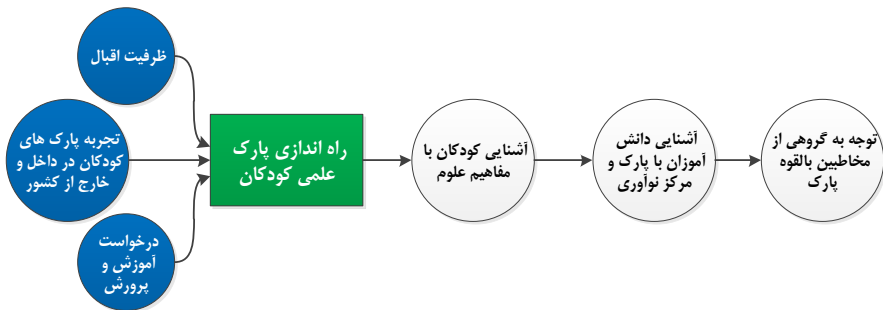 ظرفیت اقبال
تجربه پارک های
کودکان در داخل و
خارج از کشور
درخواست
آموزش و
پرورش
راه اندازی پارک
علمی کودکان
آشنایی کودکان با
مفاهیم علوم
آشنایی دانش
آموزان با پارک و
مرکز نوآوری
توجه به گروهی از
مخاطبین بالقوه
پارک